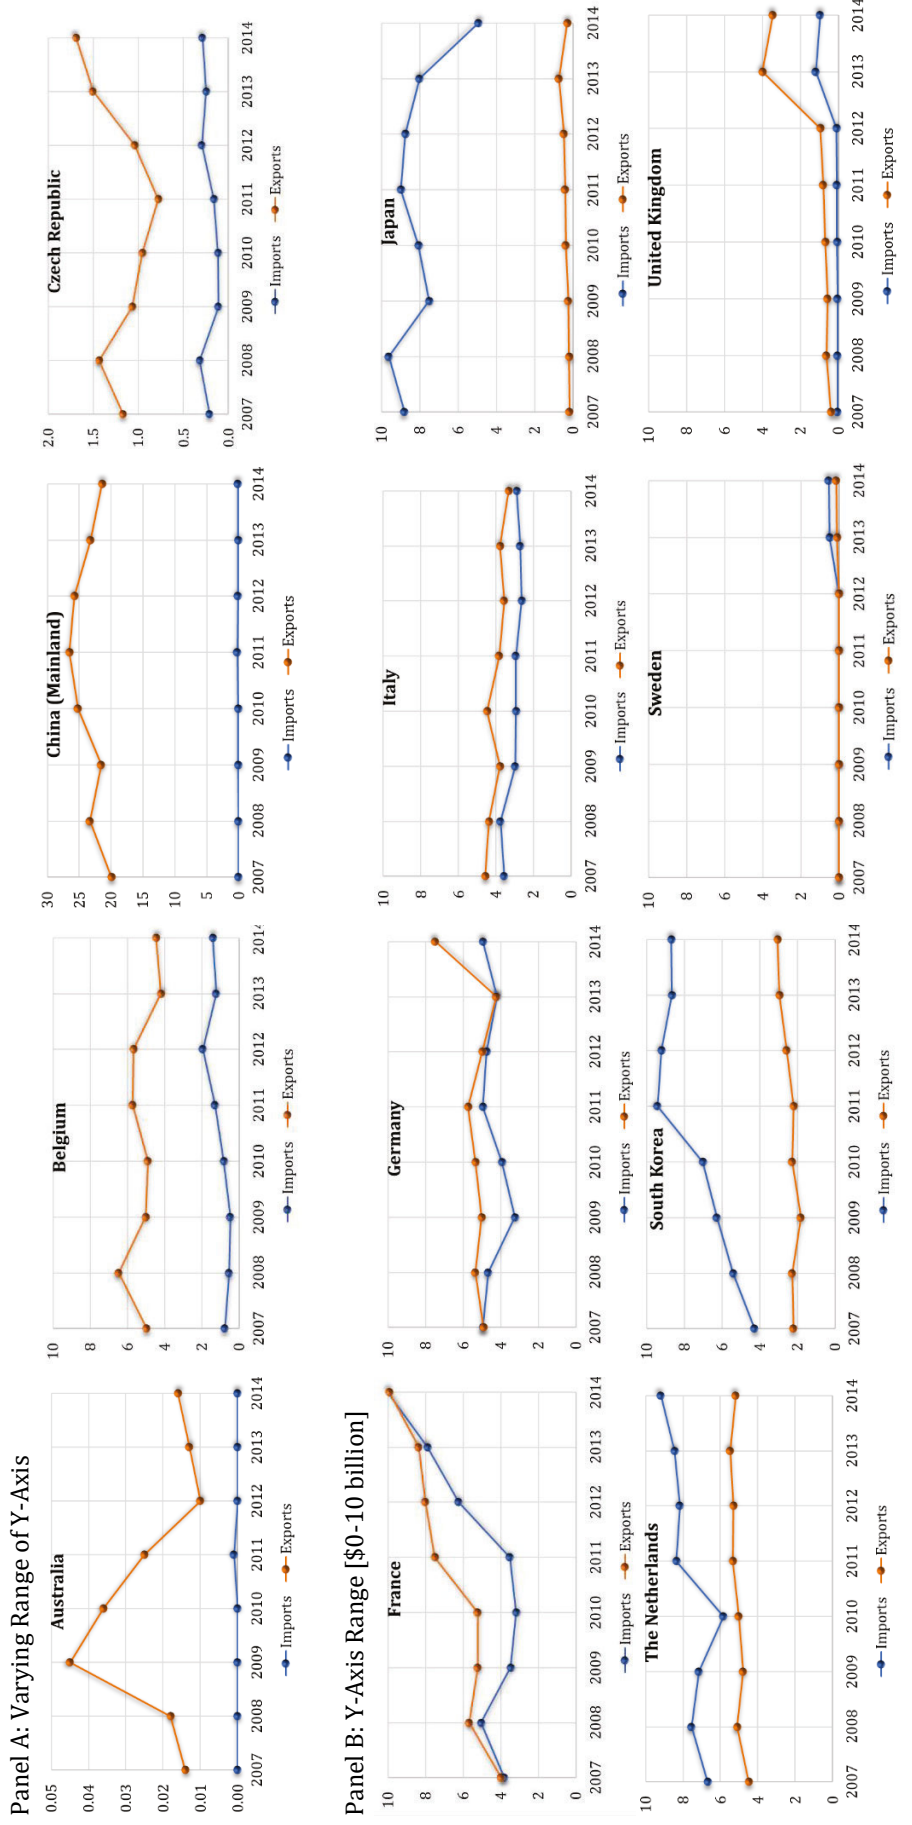 Panel A: Varying Range of Y-Axis
Australia
0.05
0.04
0.03
0.02
0.01
0.00
2007 2008 2009 2010 2011 2012 2013 2014
Imports Exports
Belgium
10
8
6
4
2
0
2007 2008 2009 2010 2011 2012 2013 2014
Imports Exports
China (Mainland)
30
25
20
15
10
5
0
2007 2008 2009 2010 2011 2012 2013 2014
Imports Exports
Czech Republic
2.0
1.5
1.0
0.5
0.0
2007 2008 2009 2010 2011 2012 2013 2014
Imports Exports
Panel B: Y-Axis Range [$0-10 billion]
France
10
8
6
4
2
0
2007 2008 2009 2010 2011 2012 2013 2014
Imports Exports
Germany
10
8
6
4
2
0
2007 2008 2009 2010 2011 2012 2013 2014
Imports Exports
Italy
10
8
6
4
2
0
2007 2008 2009 2010 2011 2012 2013 2014
Imports Exports
Japan
10
8
6
4
2
0
2007 2008 2009 2010 2011 2012 2013 2014
Imports Exports
The Netherlands
10
8
6
4
2
0
2007 2008 2009 2010 2011 2012 2013 2014
Imports Exports
South Korea
10
8
6
4
2
0
2007 2008 2009 2010 2011 2012 2013 2014
Imports Exports
Sweden
10
8
6
4
2
0
2007 2008 2009 2010 2011 2012 2013 2014
Imports Exports
United Kingdom
10
8
6
4
2
0
2007 2008 2009 2010 2011 2012 2013 2014
Imports Exports